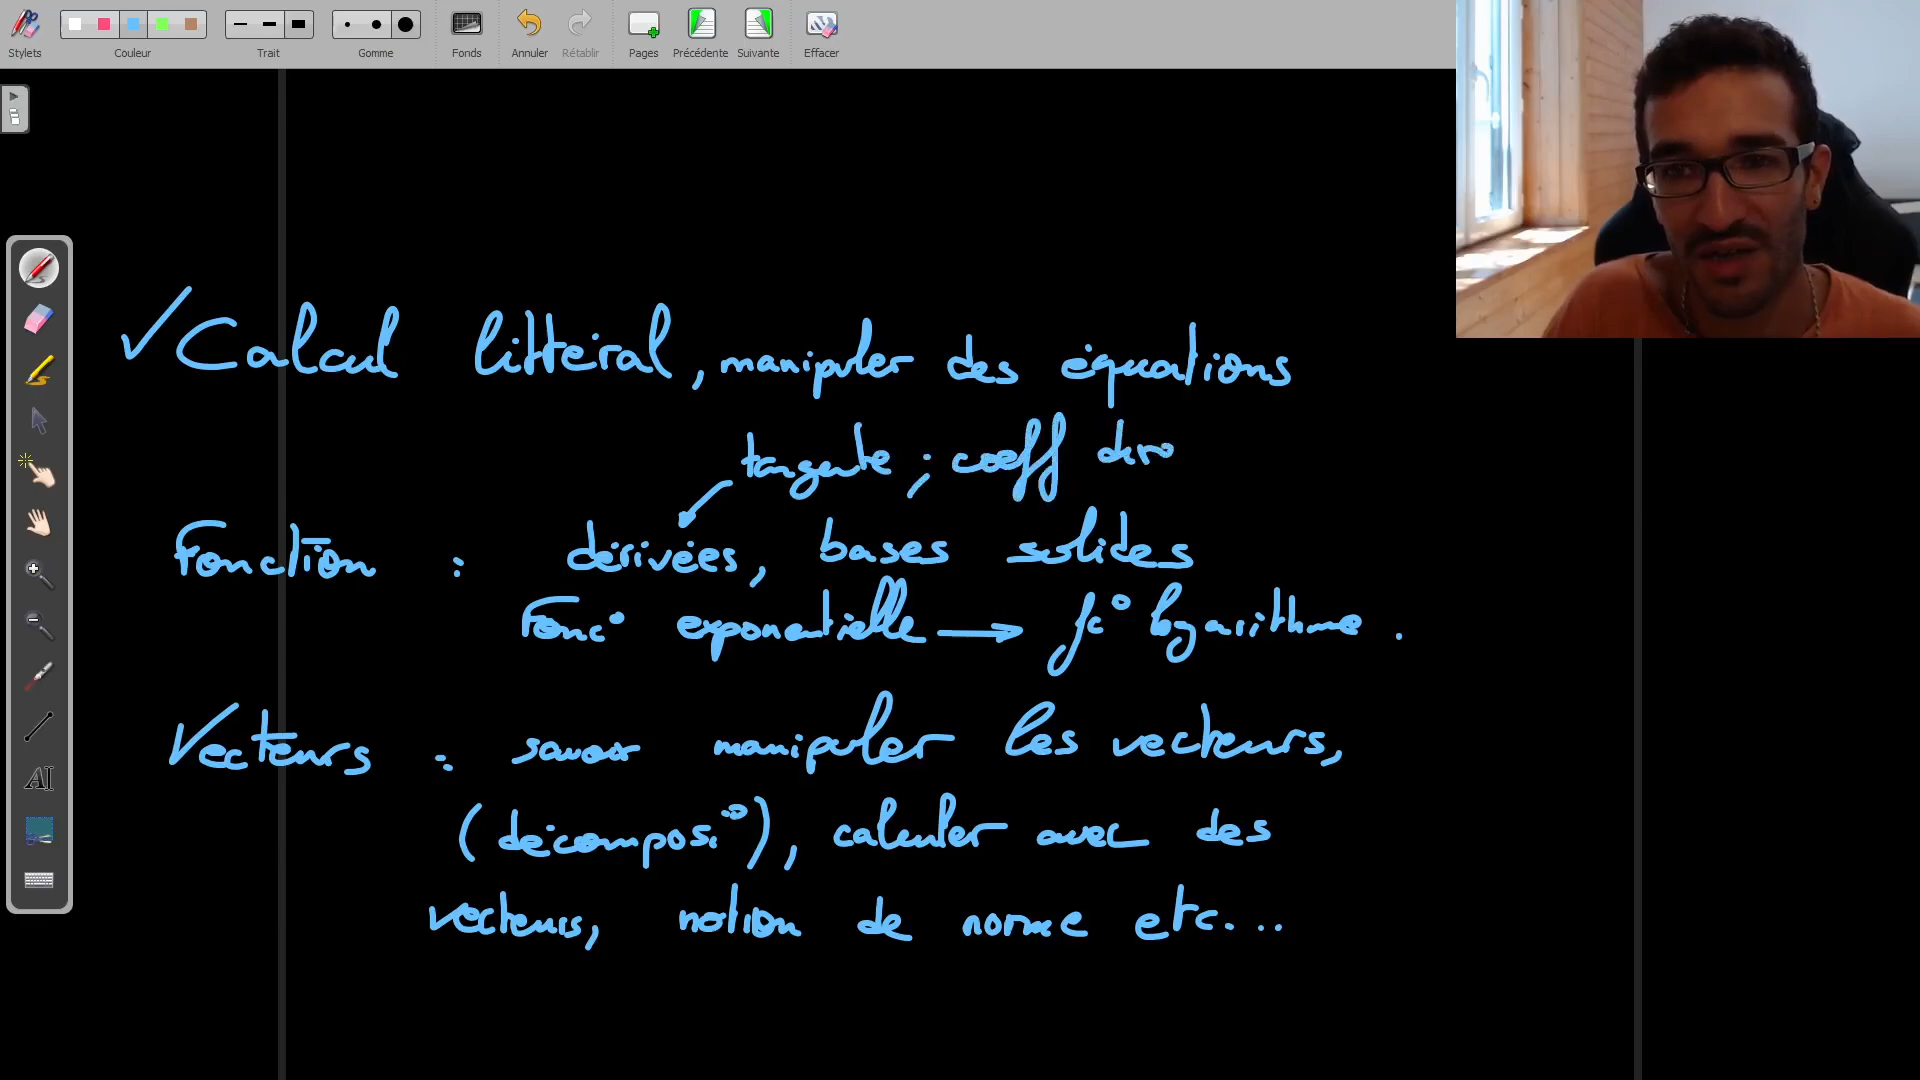 Stylets Couleur Trait Gomme Fonds Annuler Rétablir Pages Précédente Suivante Effacer
✓Calcul littéral, manipuler des équations
tangente ; coeff diro
Fonction : dérivées, bases solides
Fonc° exponentielle → fc° logarithme.
Vecteurs : savoir manipuler les vecteurs,
(décomposi°), calculer avec des
vecteurs, notion de norme etc...
AI